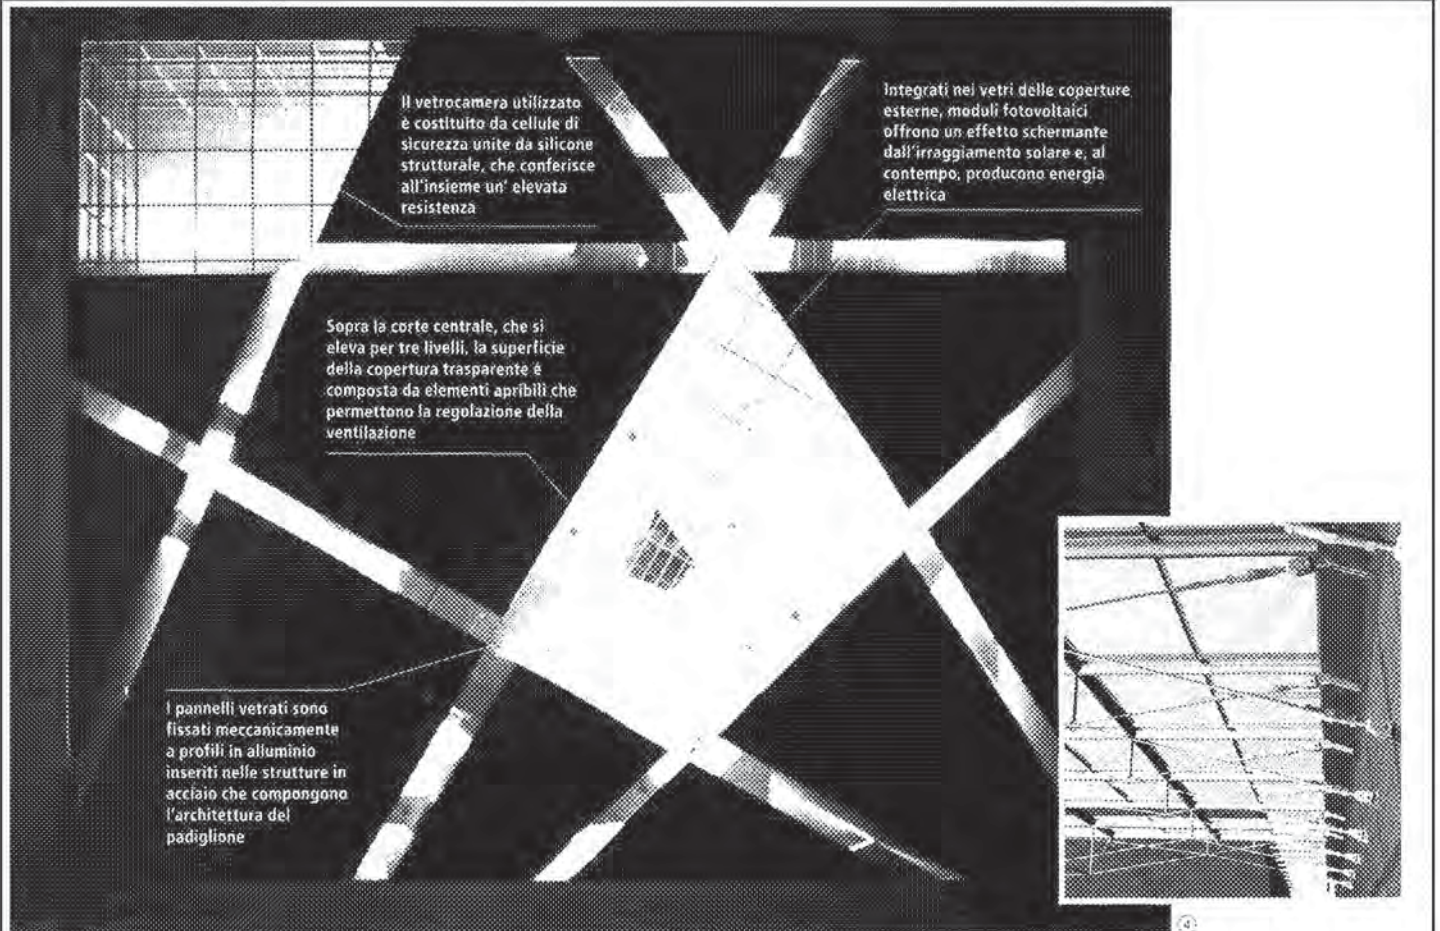 Il vetrocamera utilizzato
è costituito da cellule di
sicurezza unite da silicone
strutturale, che conferisce
all'insieme un' elevata
resistenza
Integrati nei vetri delle coperture
esterne, moduli fotovoltaici
offrono un effetto schermante
dall'irraggiamento solare e, al
contempo, producono energia
elettrica
Sopra la corte centrale, che si
eleva per tre livelli, la superficie
della copertura trasparente è
composta da elementi apribili che
permettono la regolazione della
ventilazione
I pannelli vetrati sono
fissati meccanicamente
a profili in alluminio
inseriti nelle strutture in
acciaio che compongono
l'architettura del
padiglione
4